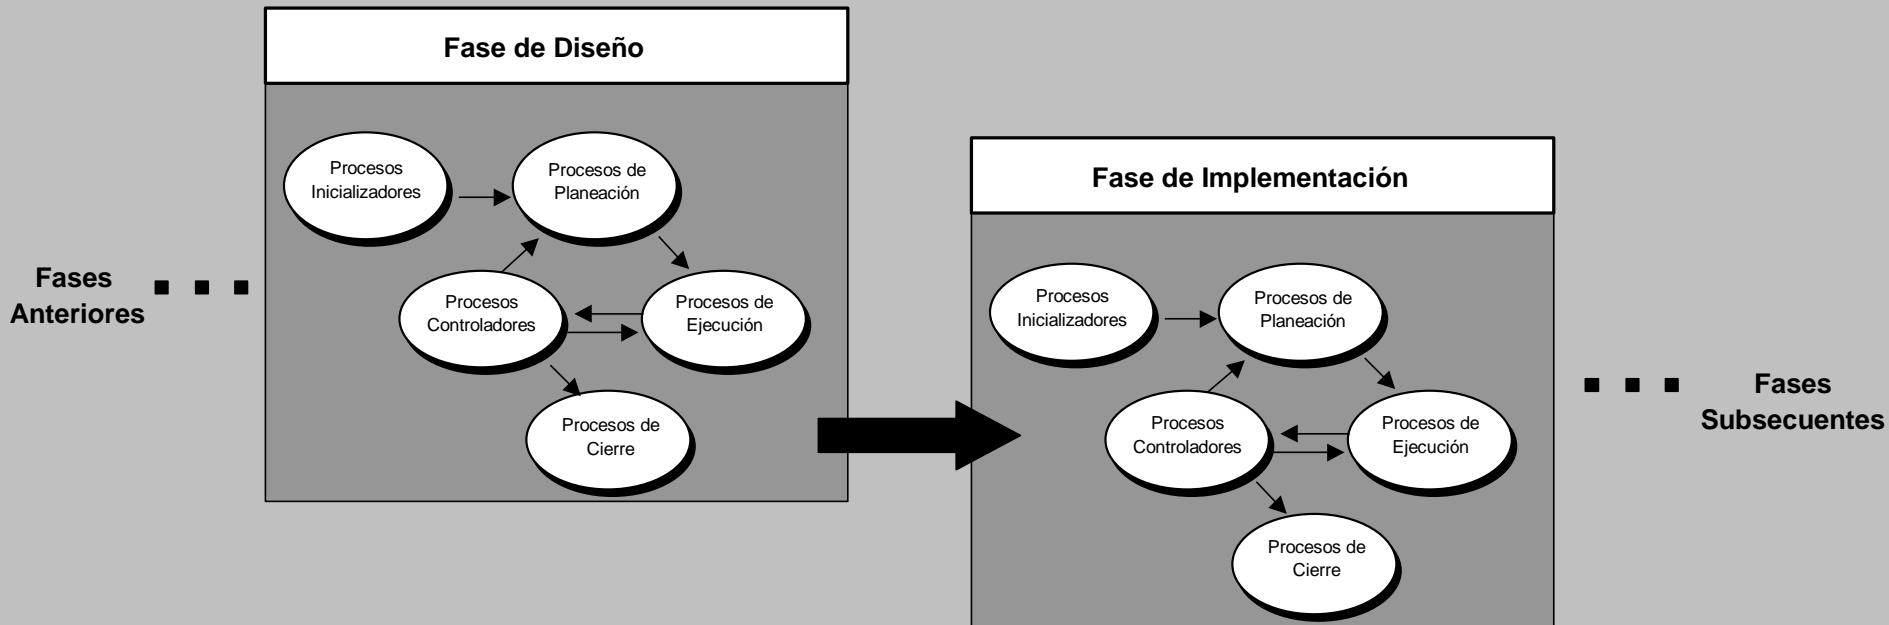 Fase de Diseño
Procesos
Inicializadores
Procesos de
Planeación
Procesos
Controladores
Procesos de
Ejecución
Procesos de
Cierre
Fases
Anteriores
Fase de Implementación
Procesos
Inicializadores
Procesos de
Planeación
Procesos
Controladores
Procesos de
Ejecución
Procesos de
Cierre
Fases
Subsecuentes